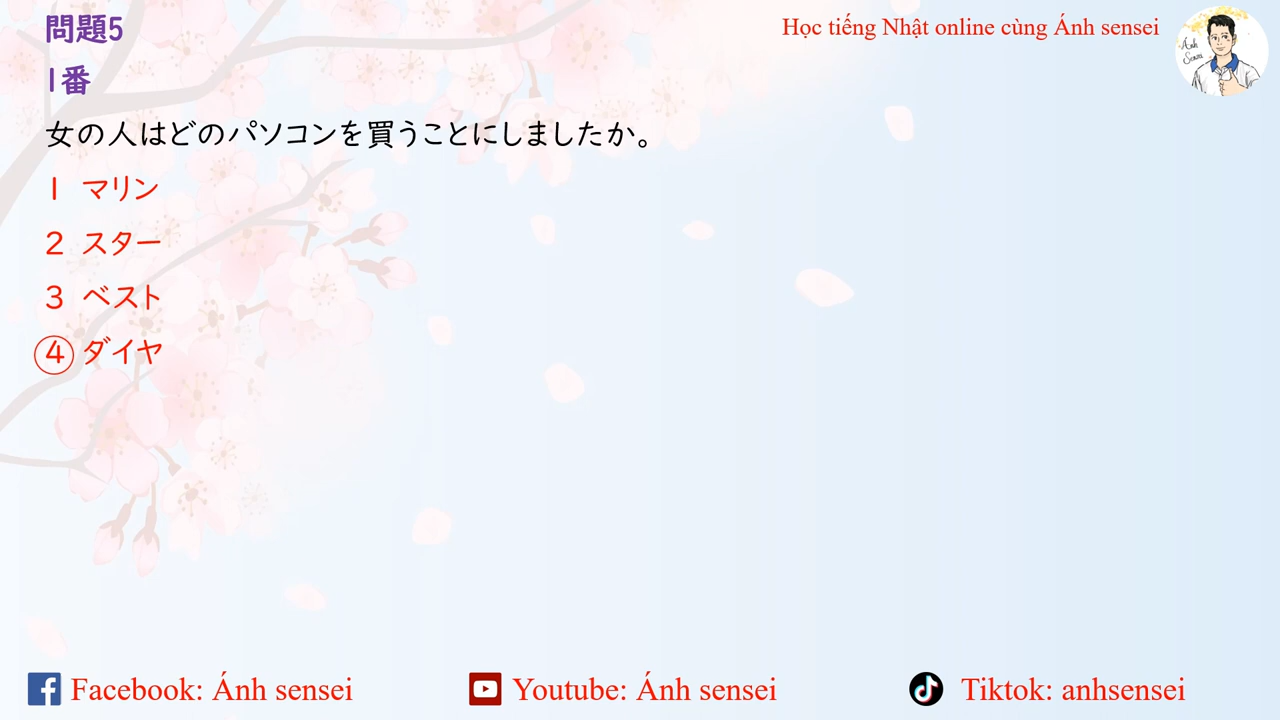 問題5
Học tiếng Nhật online cùng Ánh sensei
Ánh Sensei
1番
女の人はどのパソコンを買うことにしましたか。
1 マリン
2 スター
3 ベスト
4 ダイヤ
Facebook: Ánh sensei
Youtube: Ánh sensei
Tiktok: anhsensei